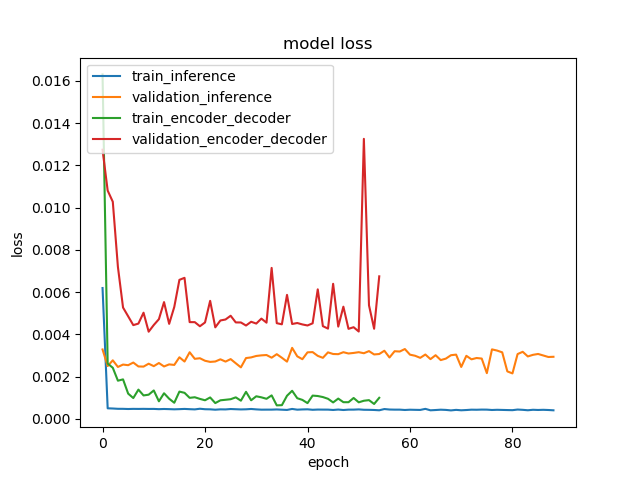 model loss
train_inference
validation_inference
train_encoder_decoder
validation_encoder_decoder
0.016
0.014
0.012
0.010
0.008
0.006
0.004
0.002
0.000
loss
0 20 40 60 80
epoch